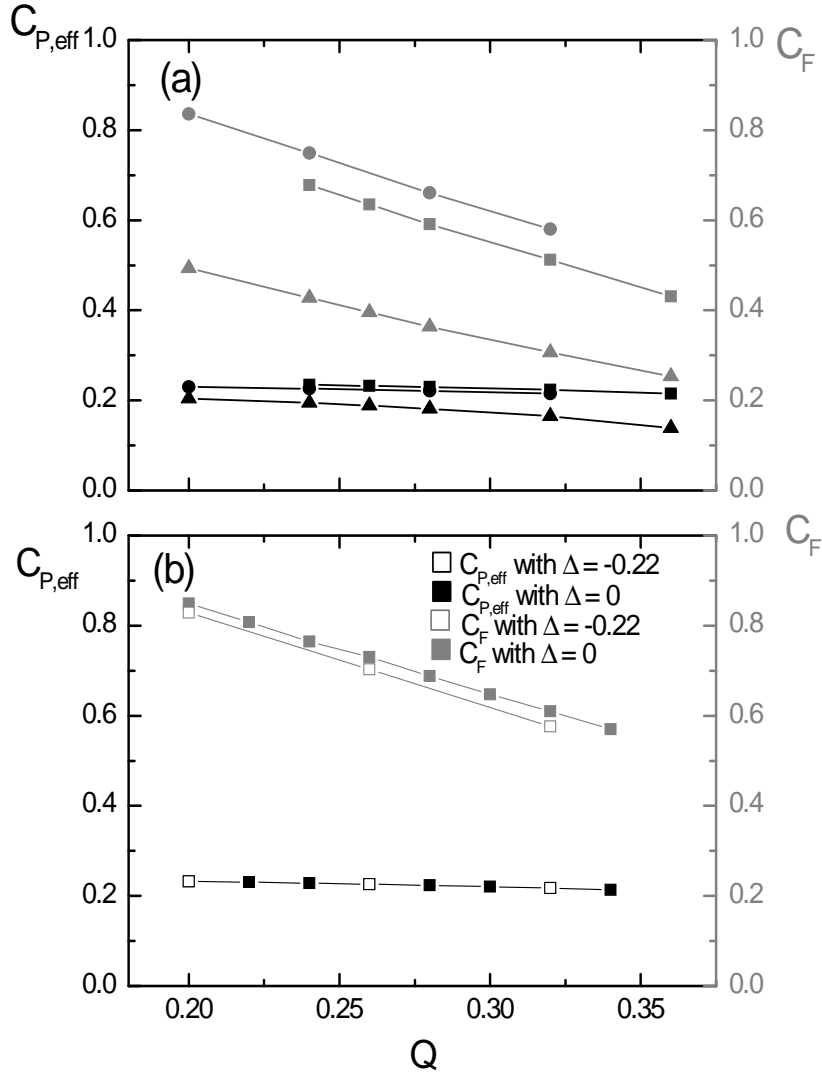 C_P,eff
C_F
1.0
1.0
(a)
0.8
0.8
0.6
0.6
0.4
0.4
0.2
0.2
0.0
0.0
1.0
1.0
C_P,eff
(b)
C_F
C_P,eff with Δ = -0.22
C_P,eff with Δ = 0
C_F with Δ = -0.22
C_F with Δ = 0
0.8
0.8
0.6
0.6
0.4
0.4
0.2
0.2
0.0
0.0
0.20 0.25 0.30 0.35
Q